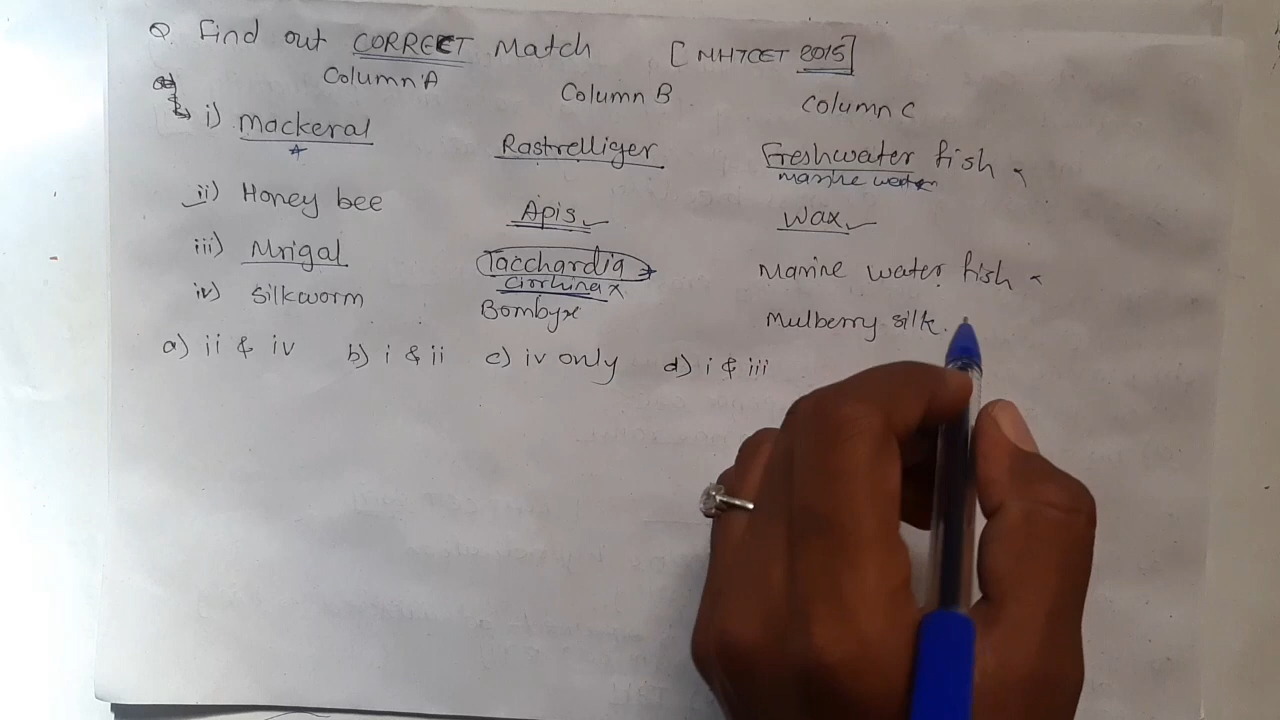 Q. Find out CORRECT Match [MHTCET 2015]
Column A Column B Column C
i) Mackeral Rastrelliger Freshwater fish
marine water
ii) Honey bee Apis Wax
iii) Mrigal Tacchardia Marine water fish
Cirrhina
iv) Silkworm Bombyx Mulberry silk.
a) ii & iv b) i & ii c) iv only d) i & iii